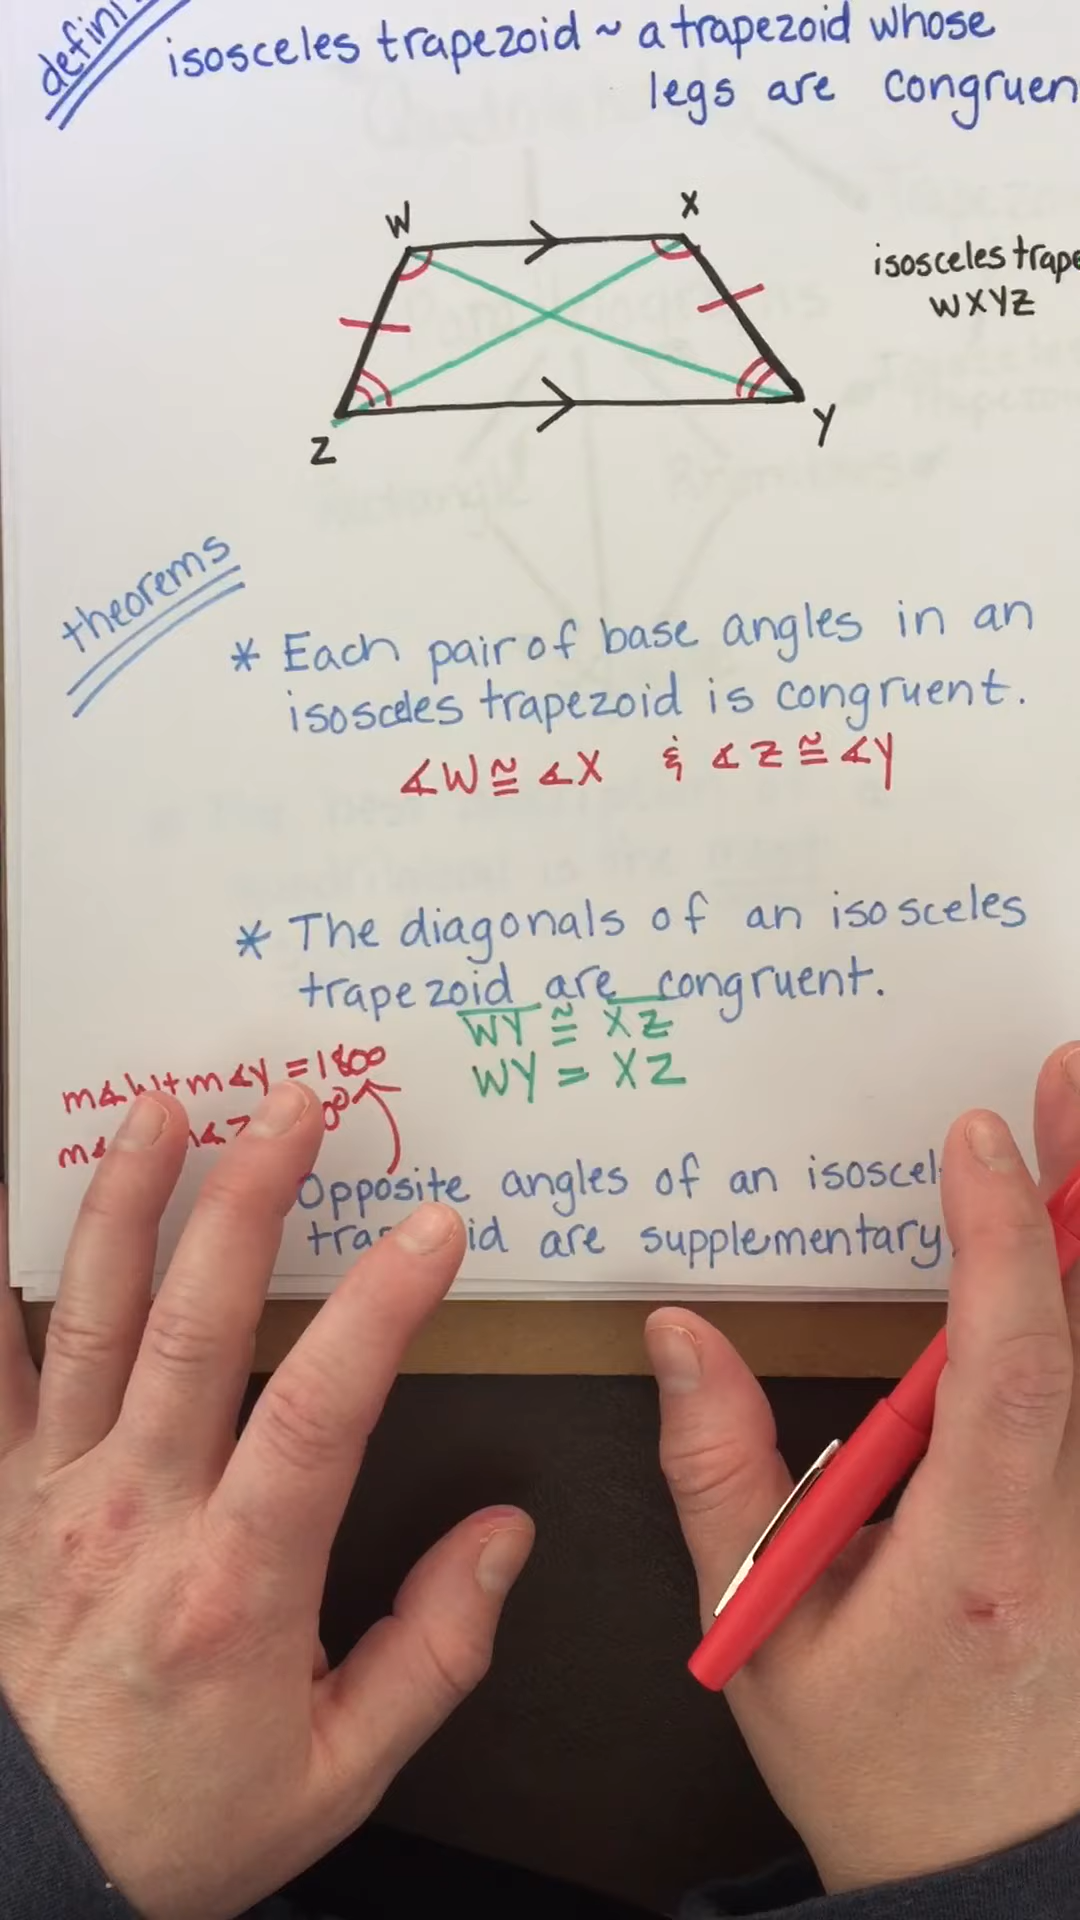 isosceles trapezoid ~ a trapezoid whose
legs are congruen
W
X
isosceles trape
WXYZ
Z
Y
theorems
* Each pair of base angles in an
isosceles trapezoid is congruent.
∡W ≅ ∡X & ∡Z ≅ ∡Y
* The diagonals of an isosceles
trapezoid are congruent.
WY ≅ XZ
WY = XZ
m∡W + m∡Y = 180°
Opposite angles of an isoscel
are supplementary.